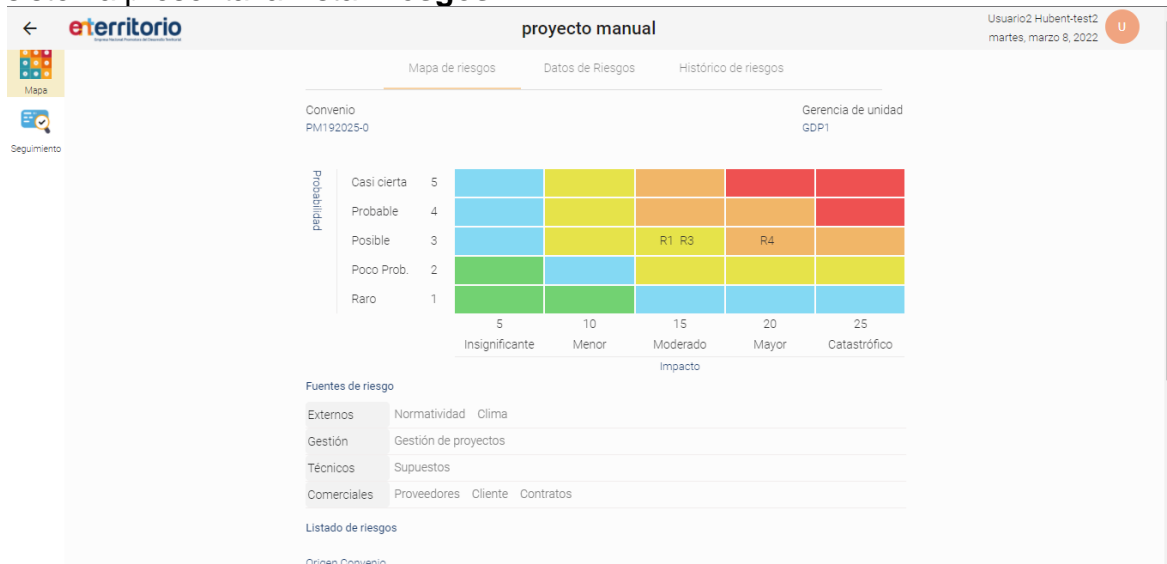 eterritorio
proyecto manual
Usuario2 Hubent-test2
martes, marzo 8, 2022
U
Mapa
Seguimiento
Mapa de riesgos Datos de Riesgos Histórico de riesgos
Convenio
PM192025-0
Gerencia de unidad
GDP1
Probabilidad
Casi cierta 5
Probable 4
Posible 3 R1 R3 R4
Poco Prob. 2
Raro 1
5 10 15 20 25
Insignificante Menor Moderado Mayor Catastrófico
Impacto
Fuentes de riesgo
Externos Normatividad Clima
Gestión Gestión de proyectos
Técnicos Supuestos
Comerciales Proveedores Cliente Contratos
Listado de riesgos
Origen Convenio